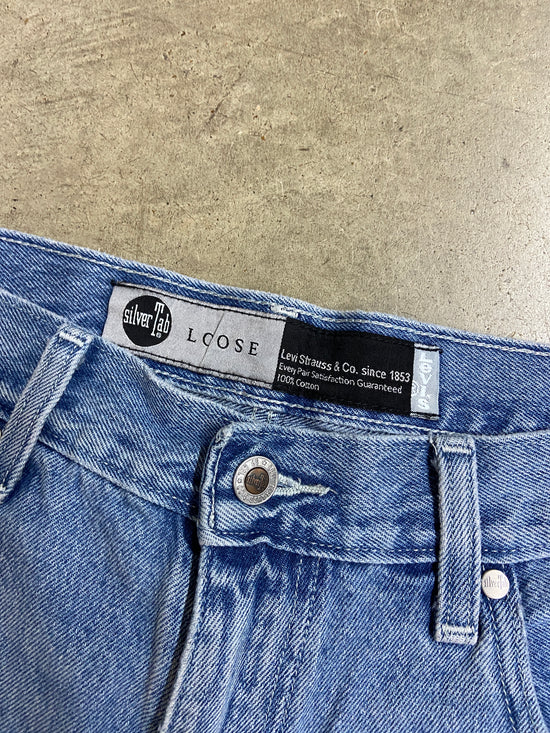 silverTab
LOOSE
Levi Strauss & Co. since 1853
Every Pair Satisfaction Guaranteed
100% Cotton
Levi's